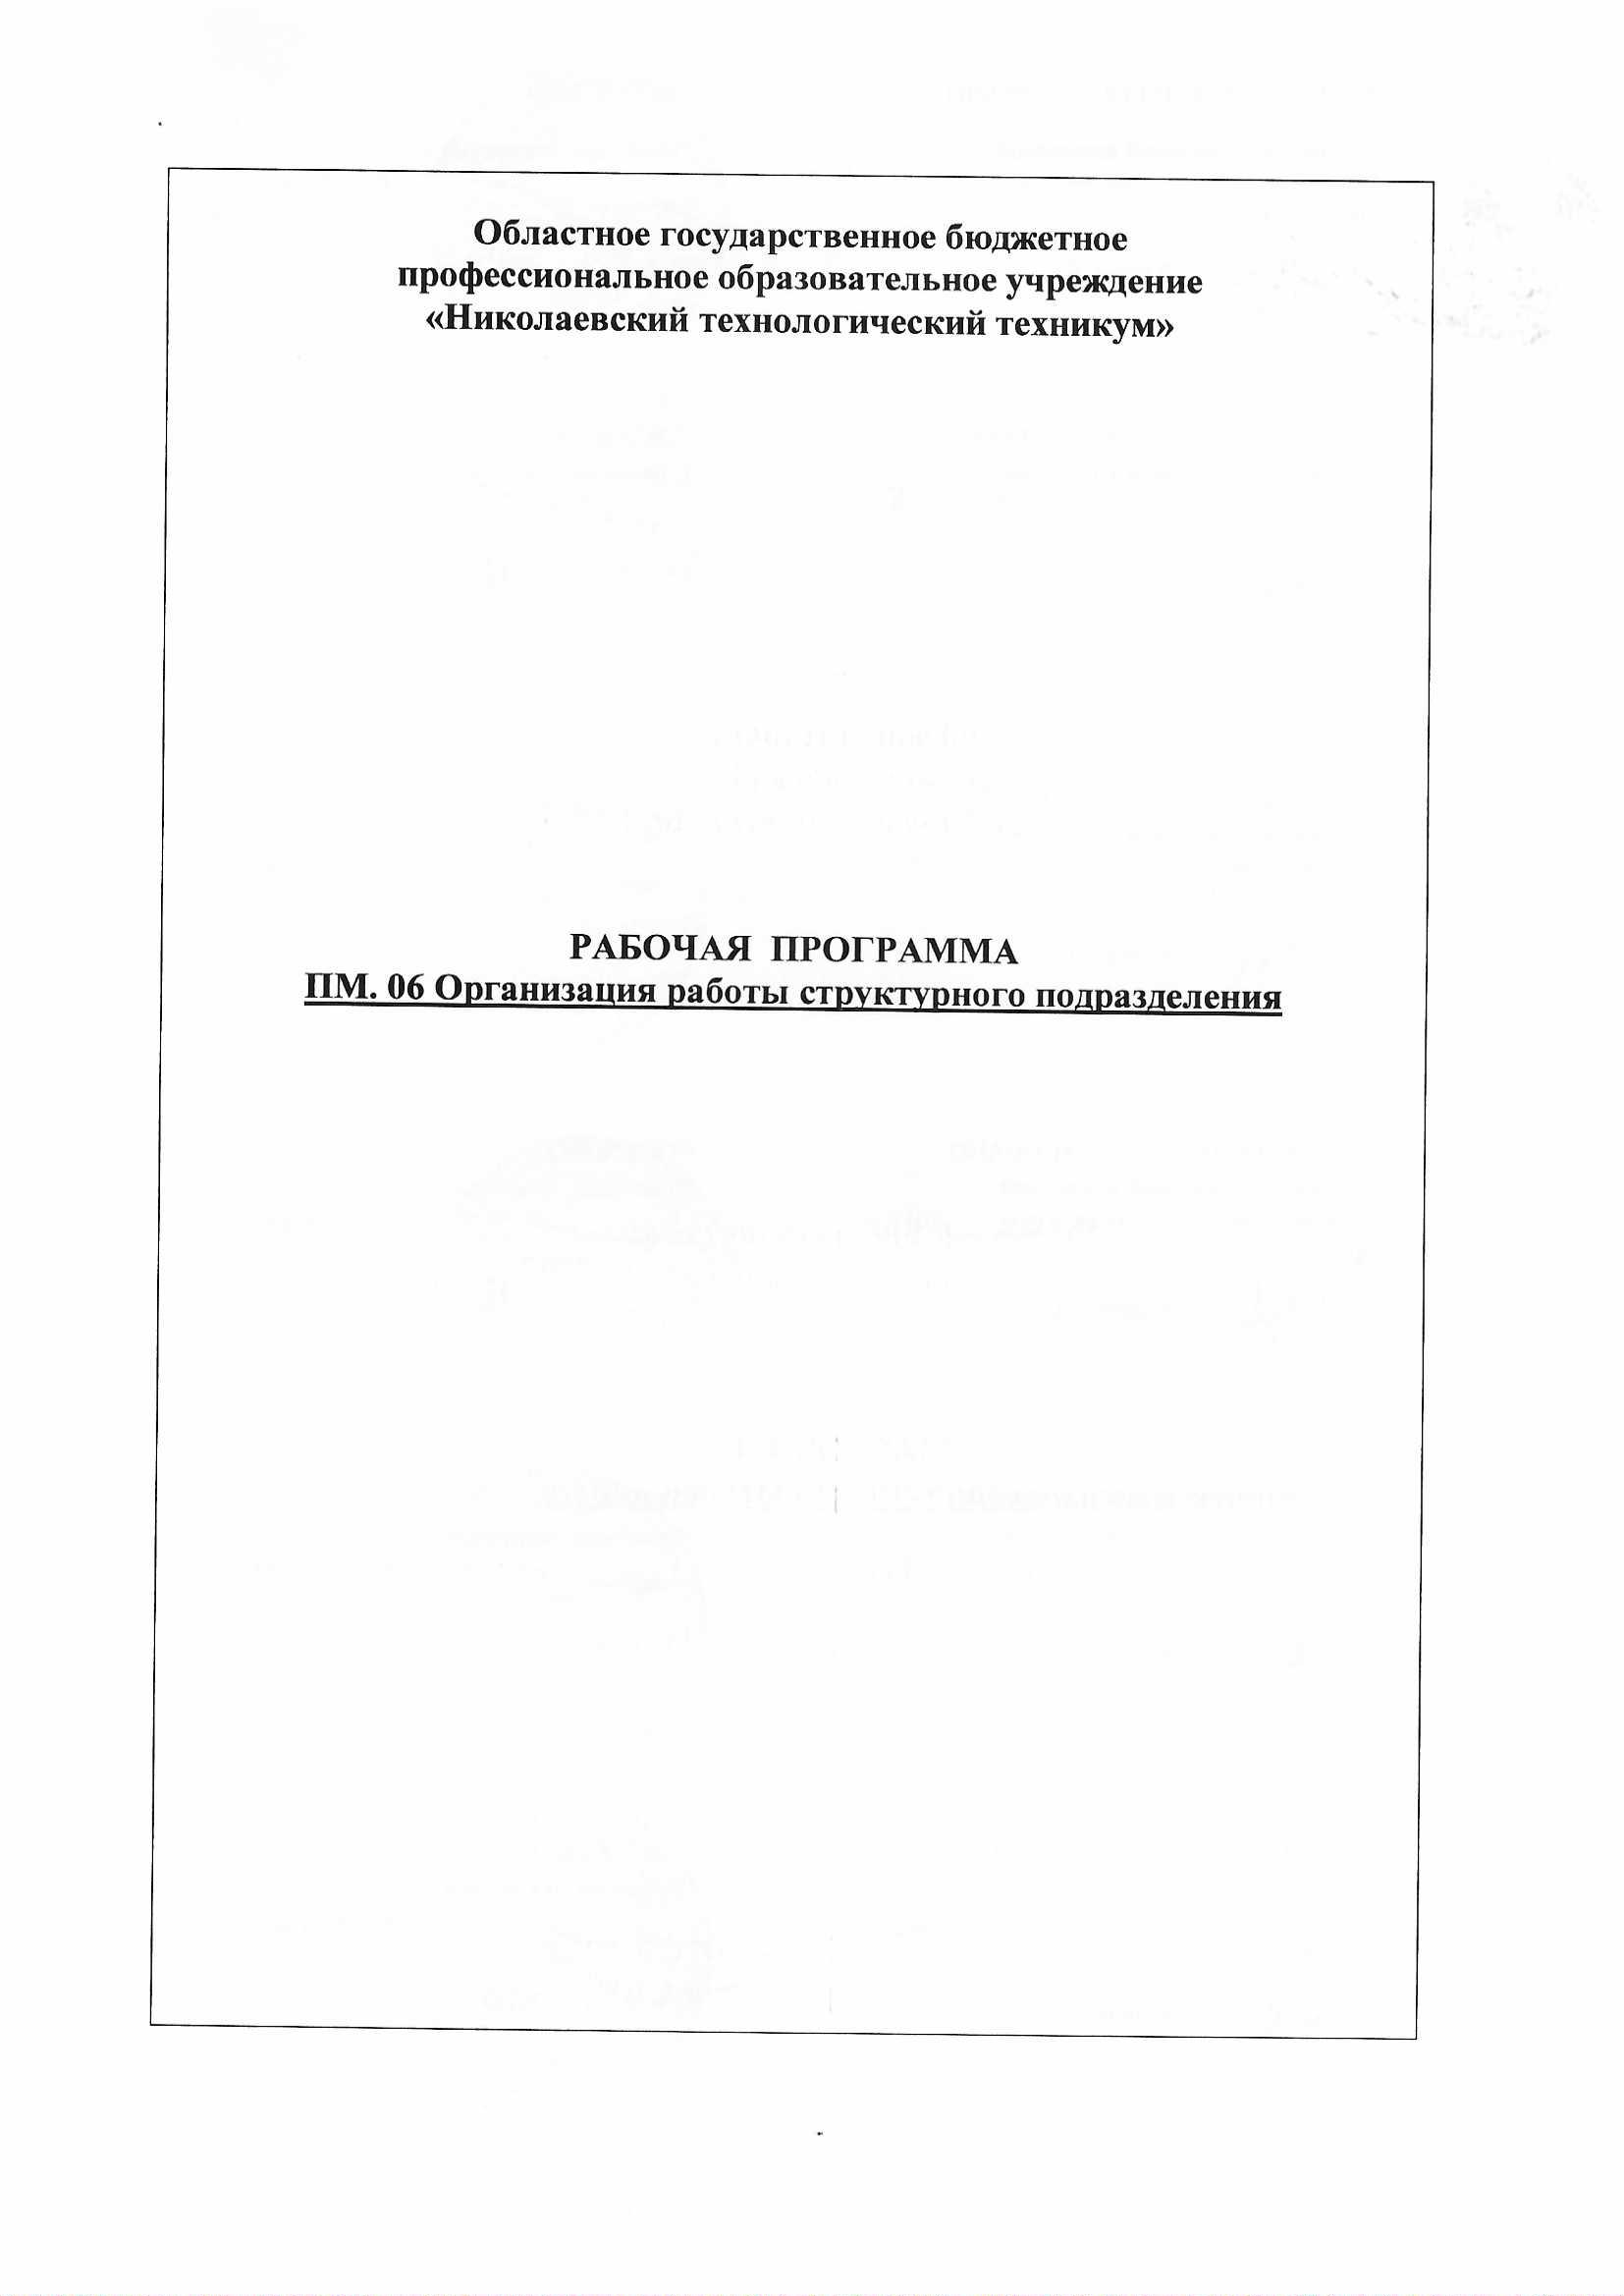 Областное государственное бюджетное
профессиональное образовательное учреждение
«Николаевский технологический техникум»
РАБОЧАЯ ПРОГРАММА
ПМ. 06 Организация работы структурного подразделения